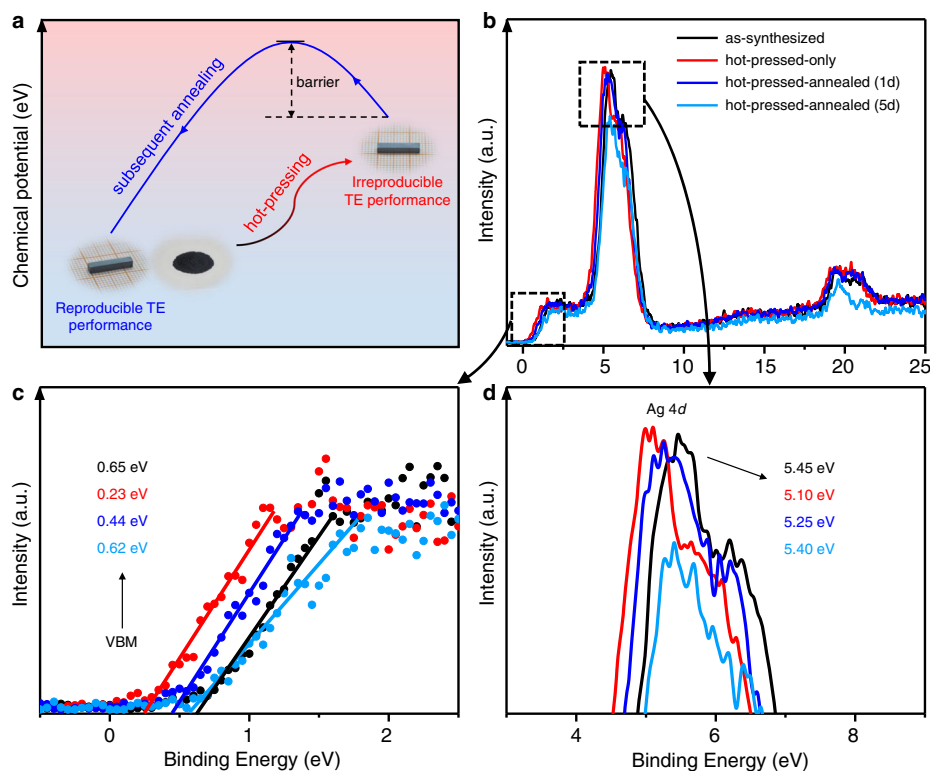 a
Chemical potential (eV)
subsequent annealing
barrier
hot-pressing
Irreproducible
TE performance
Reproducible TE
performance
b
Intensity (a.u.)
as-synthesized
hot-pressed-only
hot-pressed-annealed (1d)
hot-pressed-annealed (5d)
0 5 10 15 20 25
c
Intensity (a.u.)
0.65 eV
0.23 eV
0.44 eV
0.62 eV
VBM
0 1 2
Binding Energy (eV)
d
Intensity (a.u.)
Ag 4d
5.45 eV
5.10 eV
5.25 eV
5.40 eV
4 6 8
Binding Energy (eV)